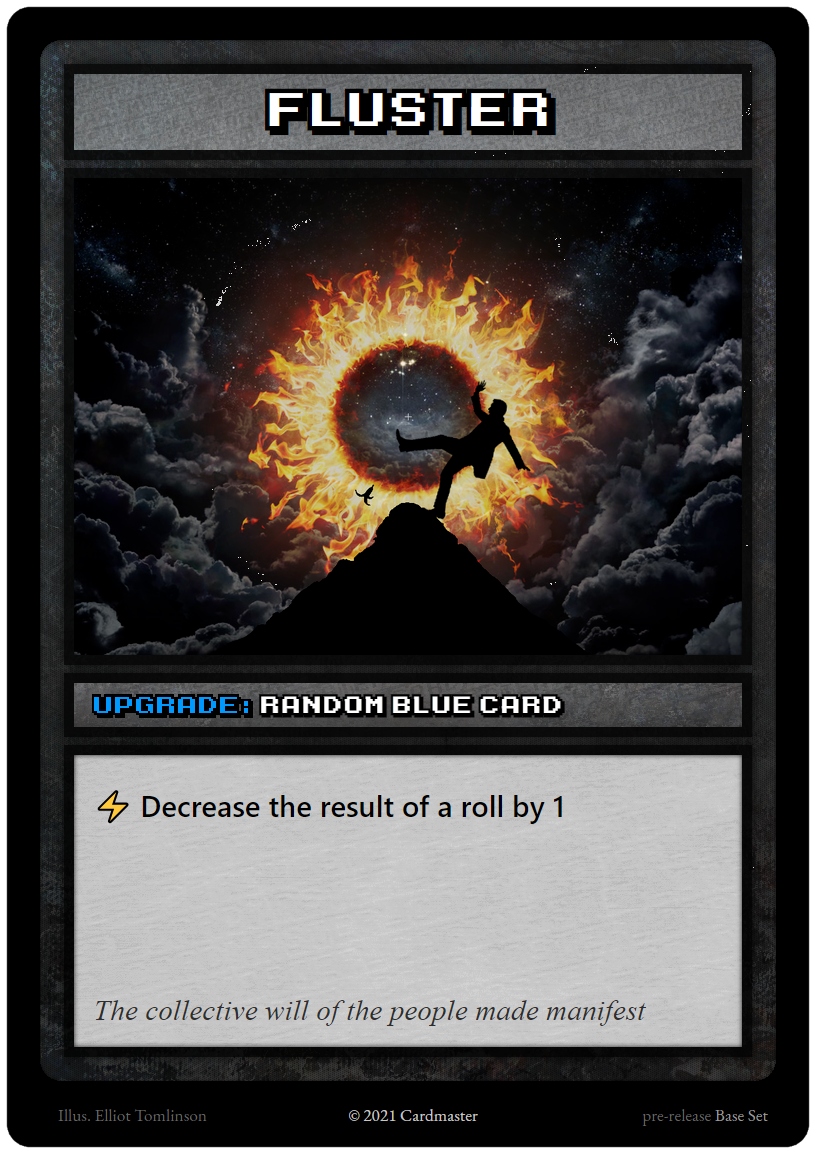 FLUSTER
UPGRADE: RANDOM BLUE CARD
⚡ Decrease the result of a roll by 1
The collective will of the people made manifest
Illus. Elliot Tomlinson © 2021 Cardmaster pre-release Base Set